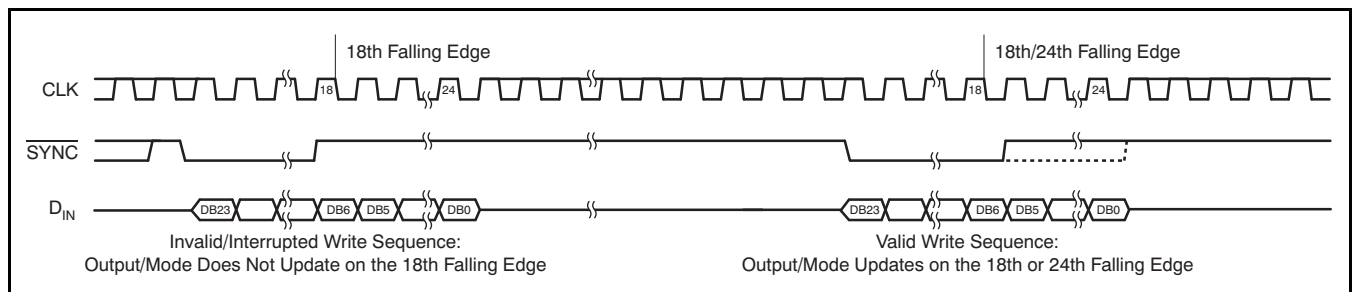 18th Falling Edge
18th/24th Falling Edge
CLK
18
24
18
24
SYNC
DIN
DB23
DB6
DB5
DB0
DB23
DB6
DB5
DB0
Invalid/Interrupted Write Sequence:
Output/Mode Does Not Update on the 18th Falling Edge
Valid Write Sequence:
Output/Mode Updates on the 18th or 24th Falling Edge